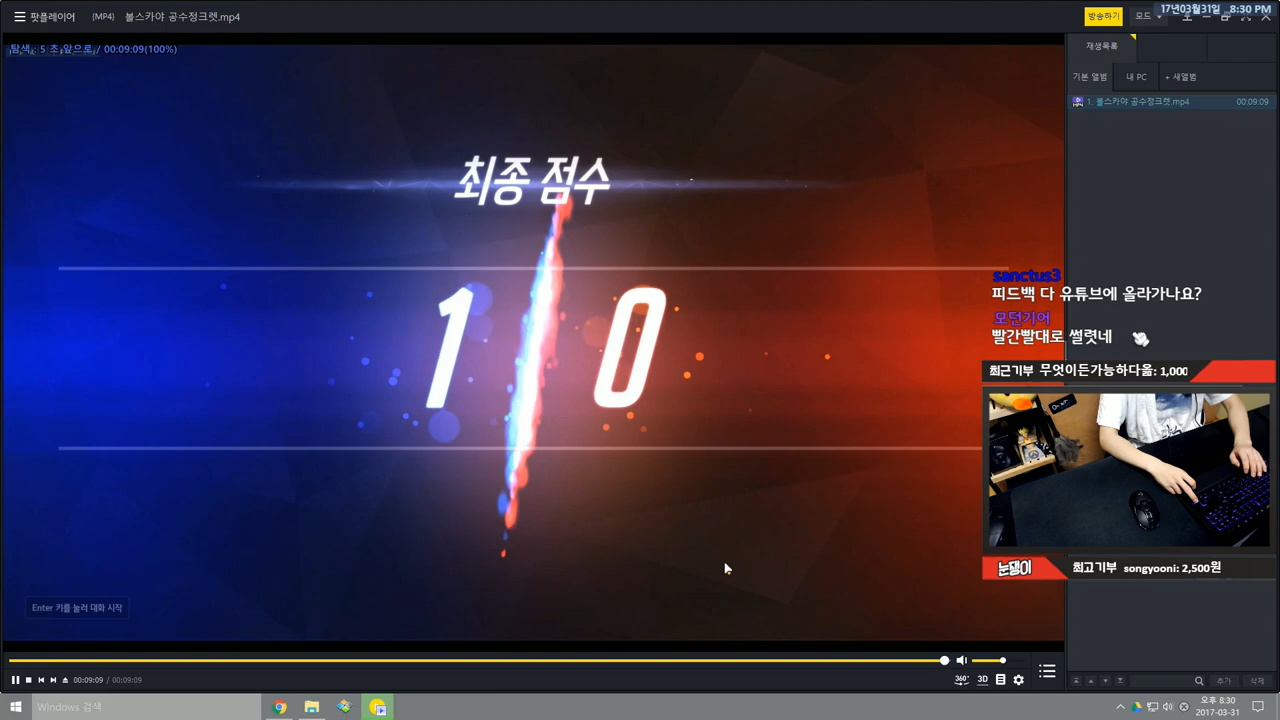 팟플레이어 (MP4) 볼스카야 공수정크렛.mp4
방송하기 모드
17년03월31일 8:30 PM
탐색 : 5 초 앞으로 / 00:09:09(100%)
재생목록
기본 앨범 내 PC + 새앨범
1. 볼스카야 공수정크렛.mp4 00:09:09
최종 점수
1 0
sanctus3
피드백 다 유튜브에 올라가나요?
모던기어
빨간빨대로 썰렷네
최근기부 무엇이든가능하다옮: 1,000
눈쟁이 최고기부 songyooni: 2,500원
Enter 키를 눌러 대화 시작
00:09:09 / 00:09:09
360° 3D
추가 삭제
Windows 검색
오후 8:30
2017-03-31